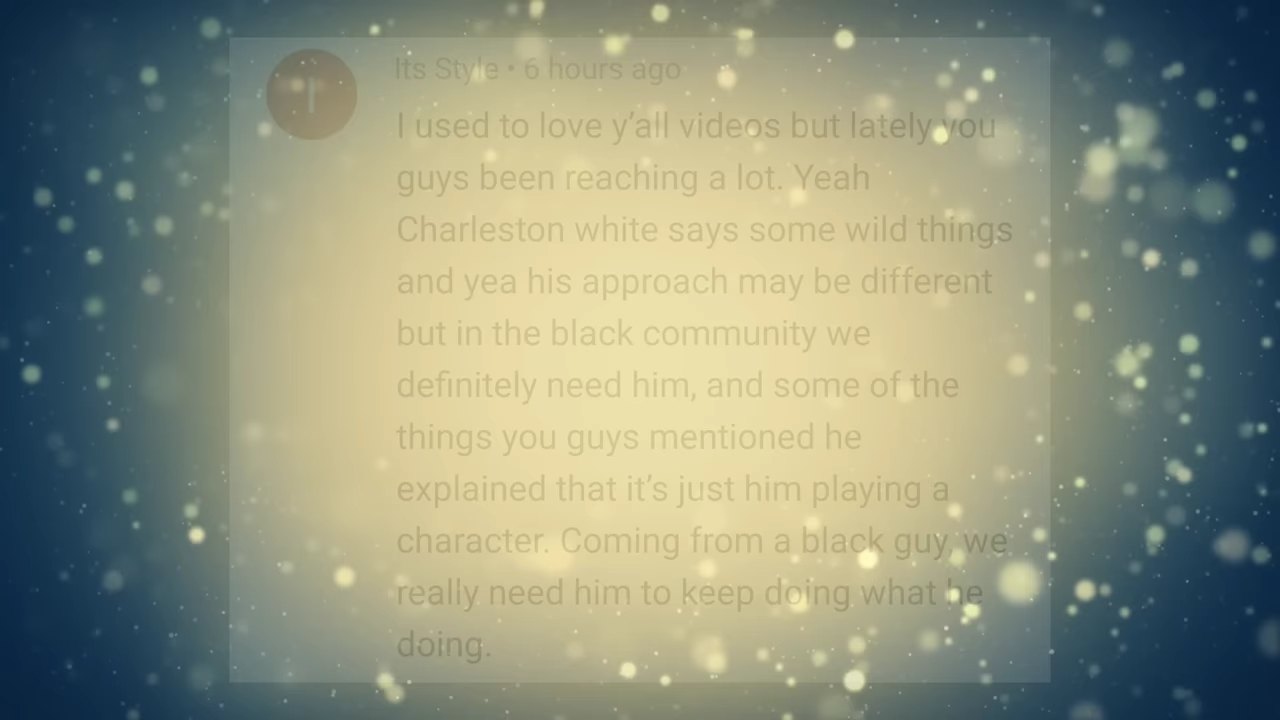 I
Its Style • 6 hours ago
I used to love y’all videos but lately you
guys been reaching a lot. Yeah
Charleston white says some wild things
and yea his approach may be different
but in the black community we
definitely need him, and some of the
things you guys mentioned he
explained that it’s just him playing a
character. Coming from a black guy, we
really need him to keep doing what he
doing.